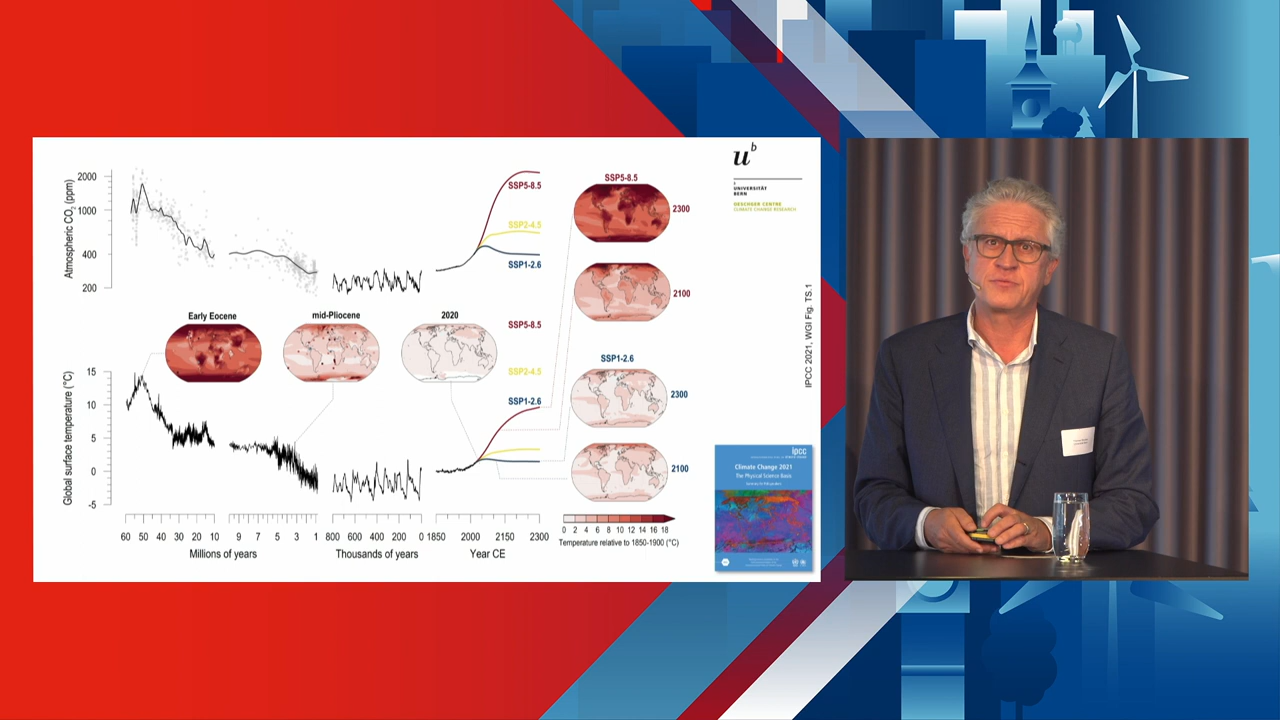 u^b
b
UNIVERSITÄT
BERN
OESCHGER CENTRE
CLIMATE CHANGE RESEARCH
Atmospheric CO₂ (ppm)
2000
1000
400
200
SSP5-8.5
SSP2-4.5
SSP1-2.6
SSP5-8.5
2300
2100
SSP1-2.6
2300
2100
Early Eocene
mid-Pliocene
2020
SSP5-8.5
SSP2-4.5
SSP1-2.6
Global surface temperature (°C)
15
10
5
0
-5
60 50 40 30 20 10
9 7 5 3 1
800 600 400 200 0
1850 2000 2150 2300
Millions of years
Thousands of years
Year CE
0 2 4 6 8 10 12 14 16 18
Temperature relative to 1850-1900 (°C)
IPCC 2021, WGI Fig. TS.1
ipcc
Climate Change 2021
The Physical Science Basis